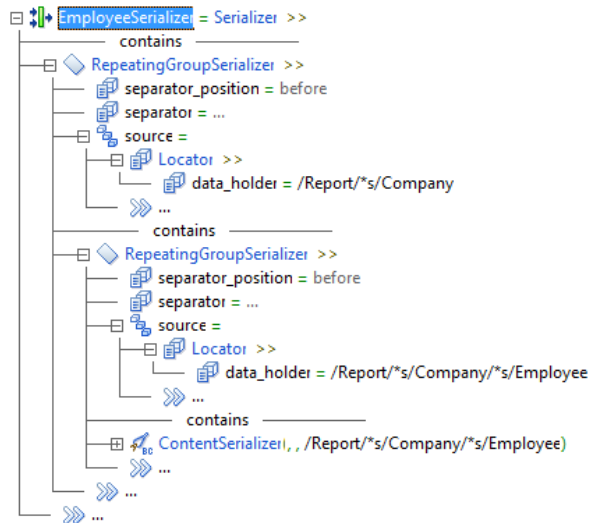 EmployeeSerializer = Serializer >>
contains
RepeatingGroupSerializer >>
separator_position = before
separator = ...
source =
Locator >>
data_holder = /Report/*s/Company
...
contains
RepeatingGroupSerializer >>
separator_position = before
separator = ...
source =
Locator >>
data_holder = /Report/*s/Company/*s/Employee
...
contains
BC ContentSerializer(, , /Report/*s/Company/*s/Employee)
...
...
...